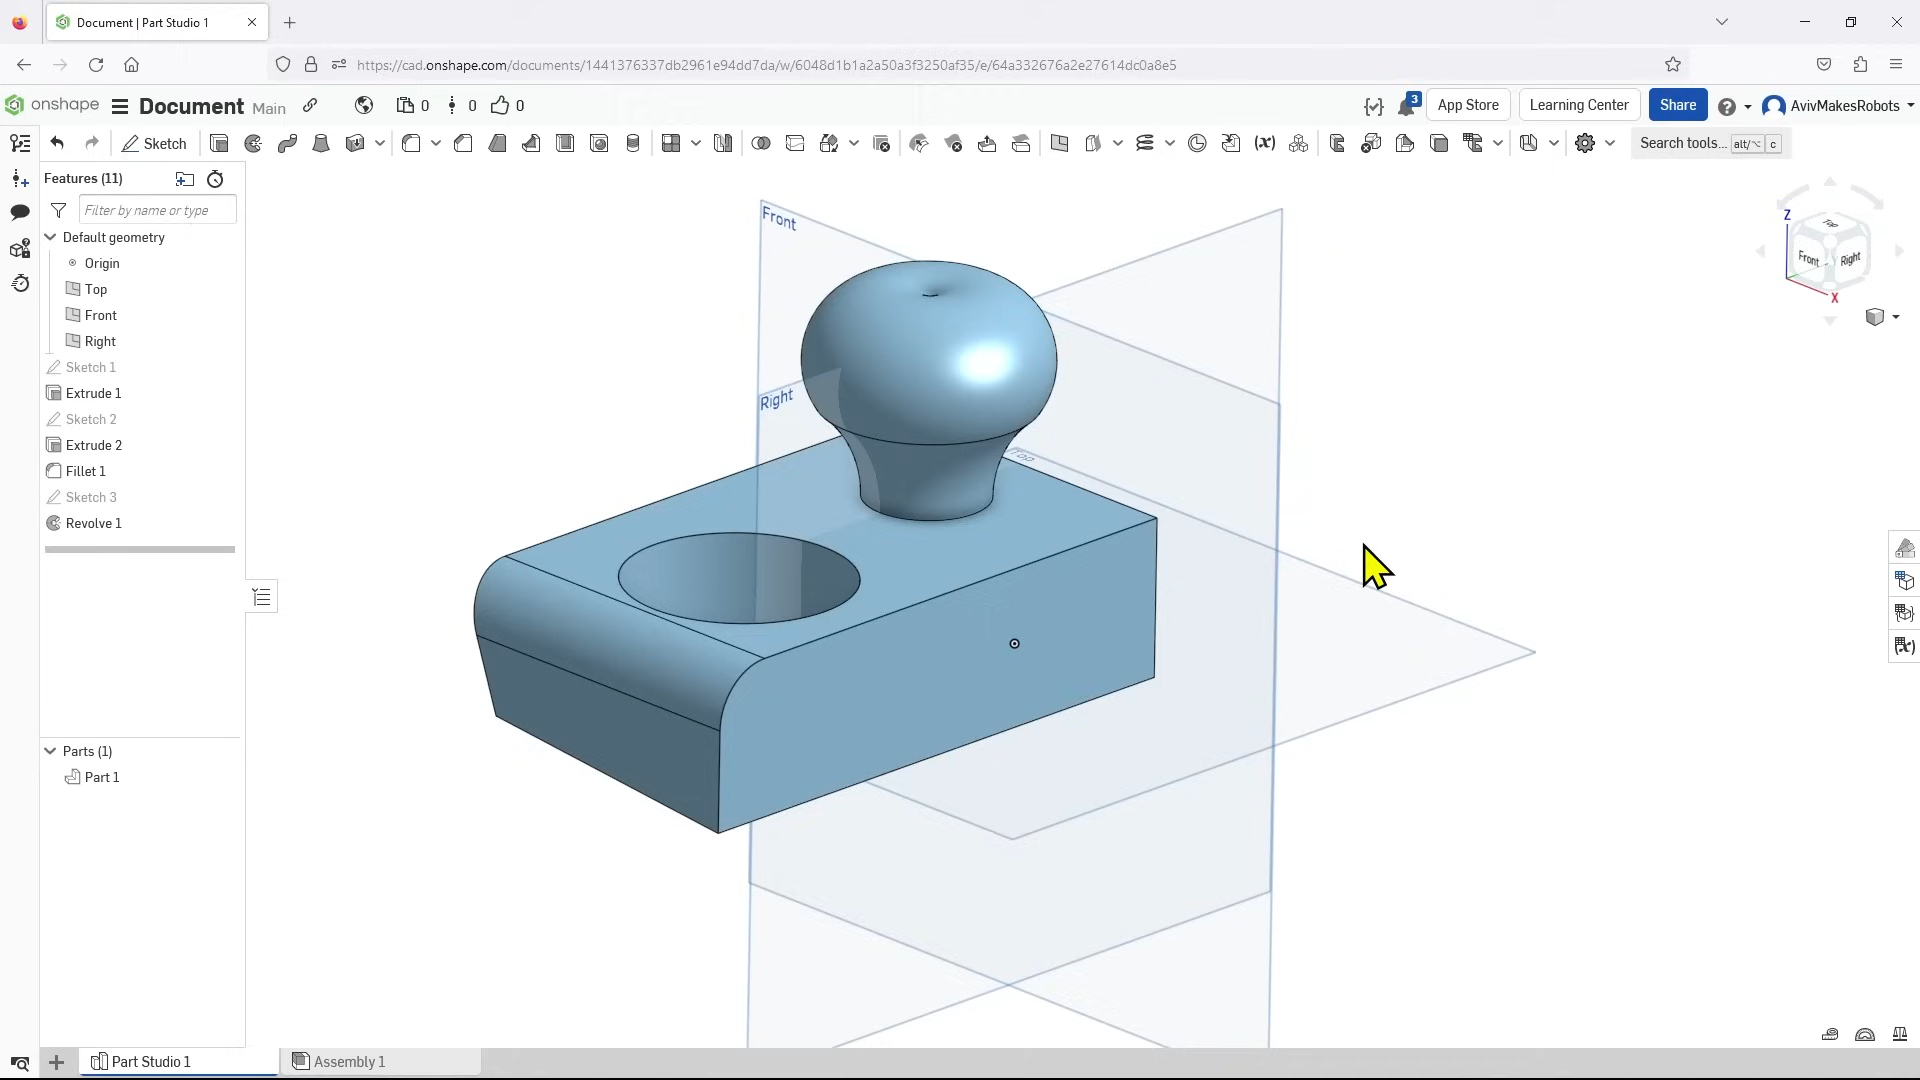 Document | Part Studio 1
https://cad.onshape.com/documents/1441376337db2961e94dd7da/w/6048d1b1a2a50a3f3250af35/e/64a332676a2e27614dc0a8e5
onshape Document Main 0 0 0 3 App Store Learning Center Share AvivMakesRobots
Sketch (x) Search tools... alt/⌥ c
Features (11)
Filter by name or type
Default geometry
Origin
Top
Front
Right
Sketch 1
Extrude 1
Sketch 2
Extrude 2
Fillet 1
Sketch 3
Revolve 1
Parts (1)
Part 1
Front
Right
Top
Z
Top
Front
Right
X
(x)
Part Studio 1
Assembly 1